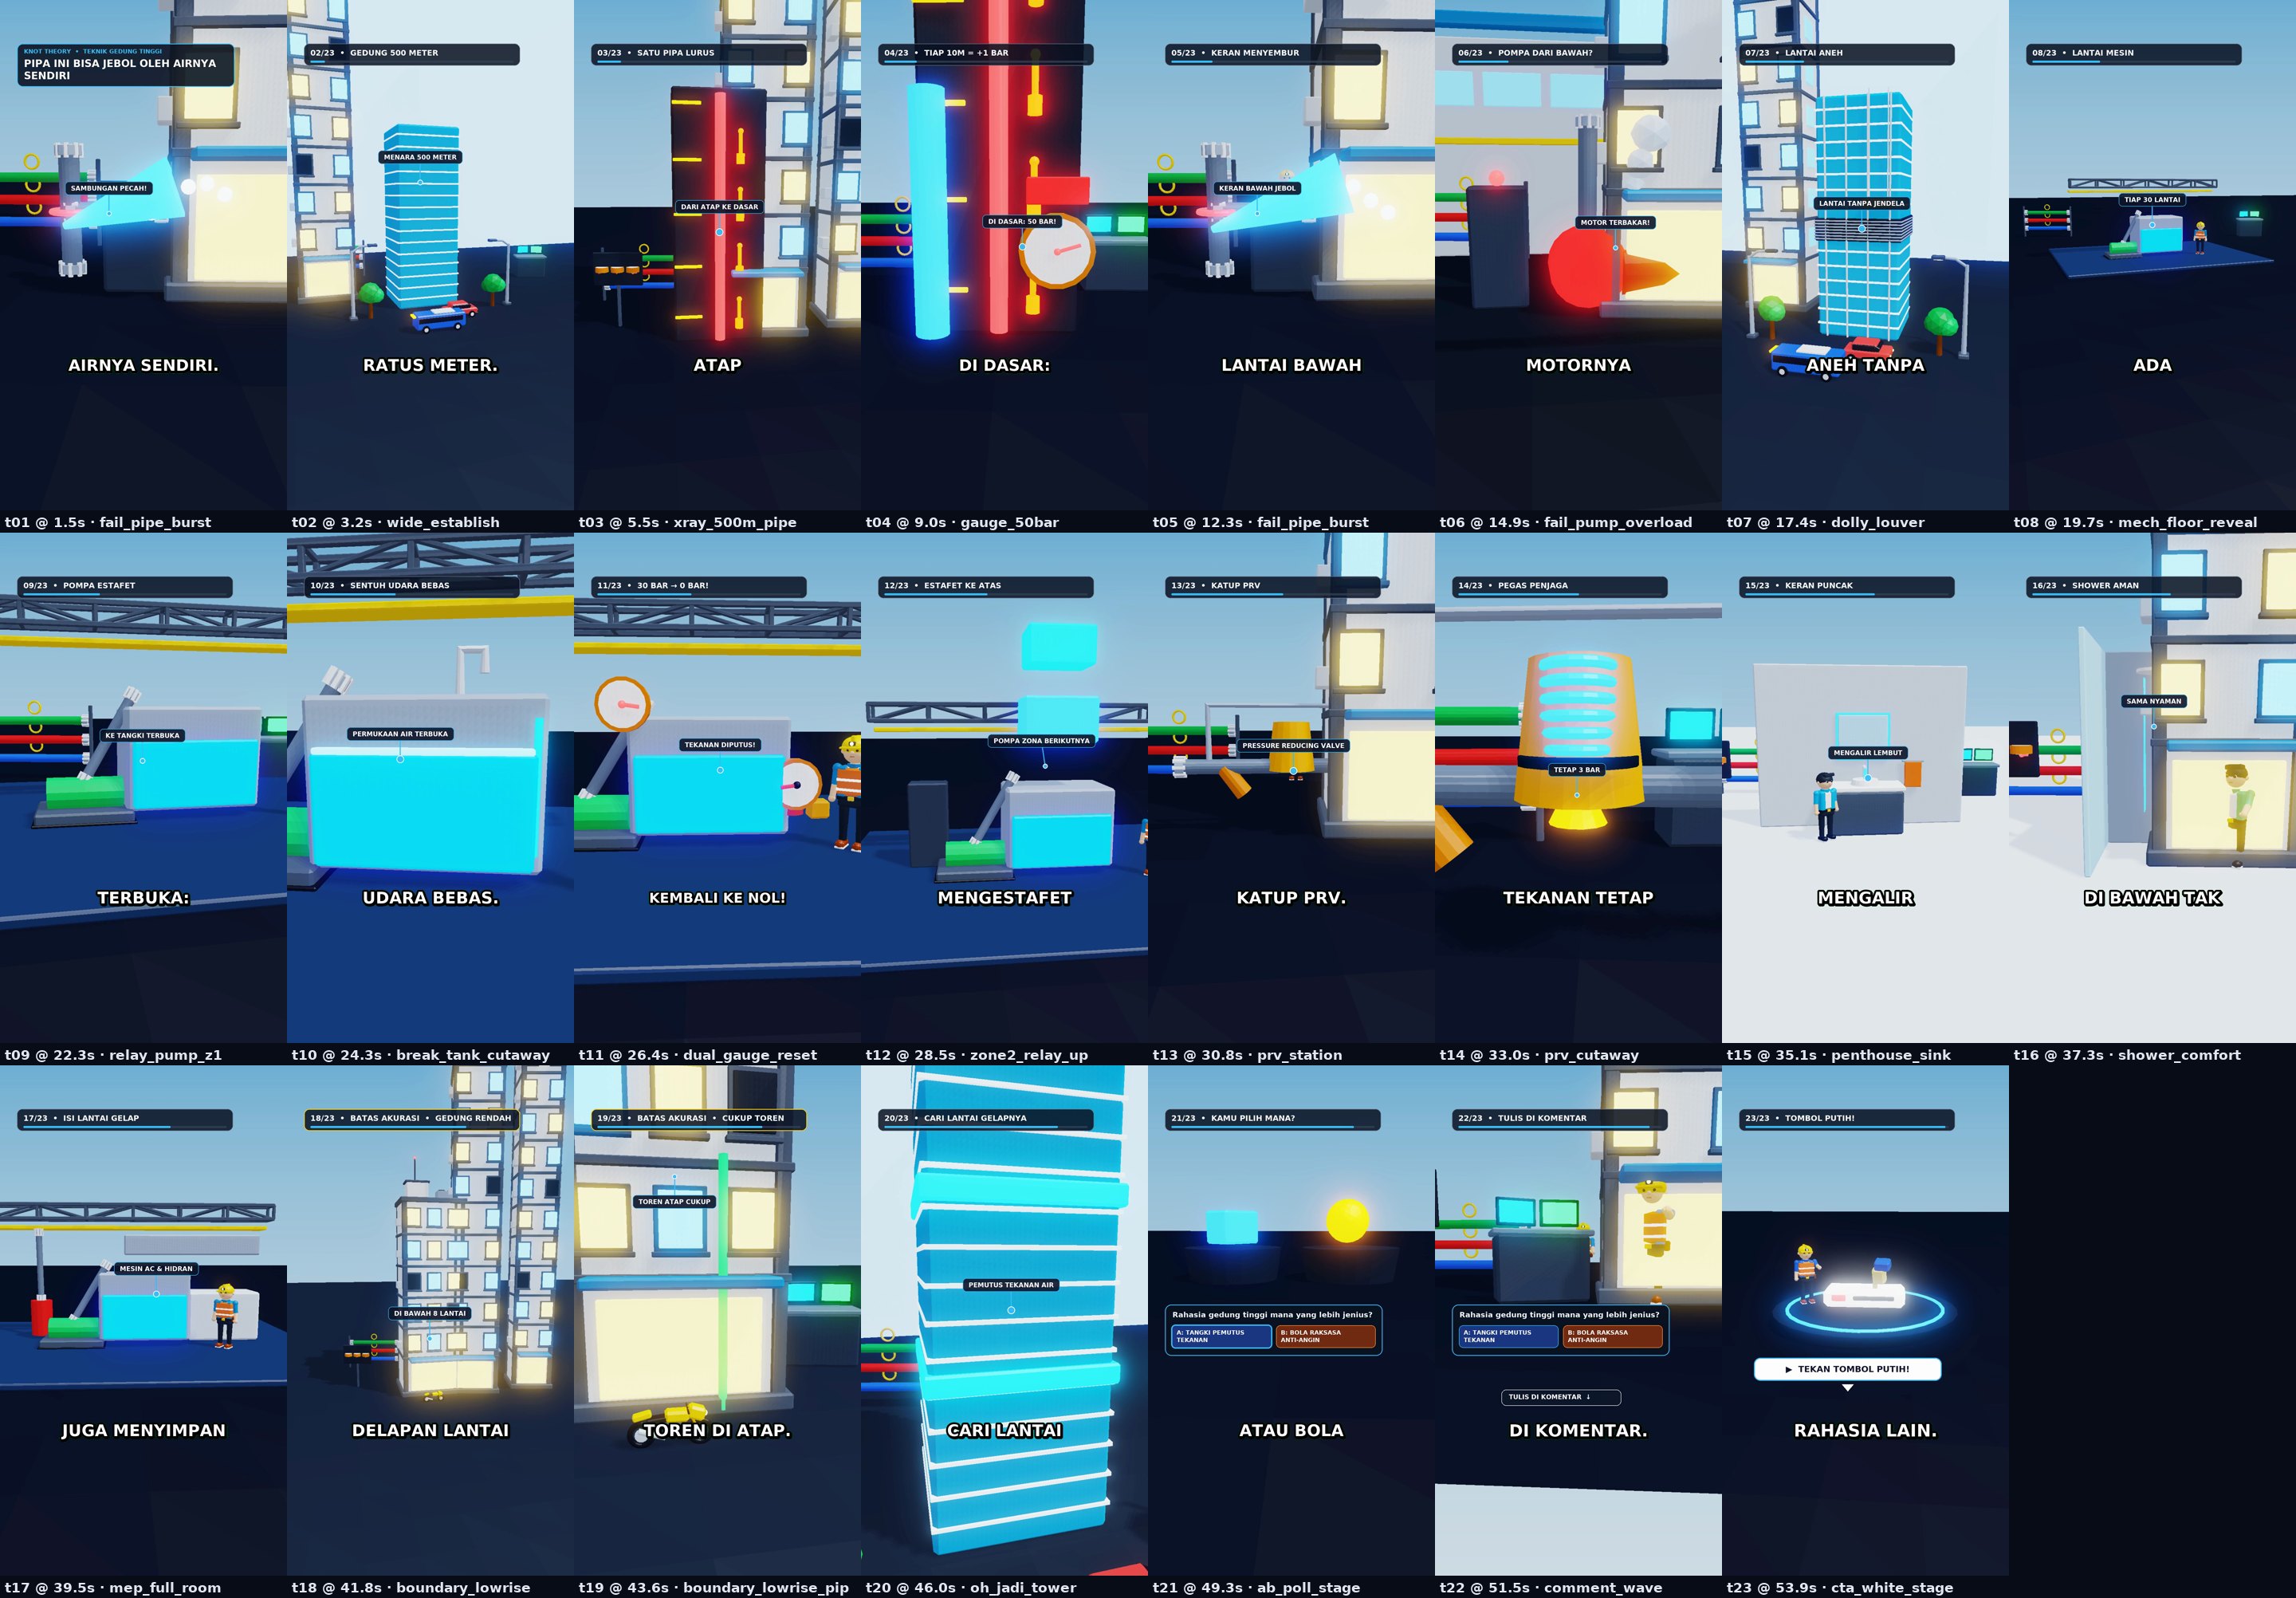 KNOT THEORY • TEKNIK GEDUNG TINGGI
PIPA INI BISA JEBOL OLEH AIRNYA
SENDIRI
SAMBUNGAN PECAH!
AIRNYA SENDIRI.
t01 @ 1.5s · fail_pipe_burst
02/23 • GEDUNG 500 METER
MENARA 500 METER
RATUS METER.
t02 @ 3.2s · wide_establish
03/23 • SATU PIPA LURUS
DARI ATAP KE DASAR
ATAP
t03 @ 5.5s · xray_500m_pipe
04/23 • TIAP 10M = +1 BAR
DI DASAR: 50 BAR!
DI DASAR:
t04 @ 9.0s · gauge_50bar
05/23 • KERAN MENYEMBUR
KERAN BAWAH JEBOL
LANTAI BAWAH
t05 @ 12.3s · fail_pipe_burst
06/23 • POMPA DARI BAWAH?
MOTOR TERBAKAR!
MOTORNYA
t06 @ 14.9s · fail_pump_overload
07/23 • LANTAI ANEH
LANTAI TANPA JENDELA
ANEH TANPA
t07 @ 17.4s · dolly_louver
08/23 • LANTAI MESIN
TIAP 30 LANTAI
ADA
t08 @ 19.7s · mech_floor_reveal
09/23 • POMPA ESTAFET
KE TANGKI TERBUKA
TERBUKA:
t09 @ 22.3s · relay_pump_z1
10/23 • SENTUH UDARA BEBAS
PERMUKAAN AIR TERBUKA
UDARA BEBAS.
t10 @ 24.3s · break_tank_cutaway
11/23 • 30 BAR → 0 BAR!
TEKANAN DIPUTUS!
KEMBALI KE NOL!
t11 @ 26.4s · dual_gauge_reset
12/23 • ESTAFET KE ATAS
POMPA ZONA BERIKUTNYA
MENGESTAFET
t12 @ 28.5s · zone2_relay_up
13/23 • KATUP PRV
PRESSURE REDUCING VALVE
KATUP PRV.
t13 @ 30.8s · prv_station
14/23 • PEGAS PENJAGA
TETAP 3 BAR
TEKANAN TETAP
t14 @ 33.0s · prv_cutaway
15/23 • KERAN PUNCAK
MENGALIR LEMBUT
MENGALIR
t15 @ 35.1s · penthouse_sink
16/23 • SHOWER AMAN
SAMA NYAMAN
DI BAWAH TAK
t16 @ 37.3s · shower_comfort
17/23 • ISI LANTAI GELAP
MESIN AC & HIDRAN
JUGA MENYIMPAN
t17 @ 39.5s · mep_full_room
18/23 • BATAS AKURASI • GEDUNG RENDAH
DI BAWAH 8 LANTAI
DELAPAN LANTAI
t18 @ 41.8s · boundary_lowrise
19/23 • BATAS AKURASI • CUKUP TOREN
TOREN ATAP CUKUP
TOREN DI ATAP.
t19 @ 43.6s · boundary_lowrise_pip
20/23 • CARI LANTAI GELAPNYA
PEMUTUS TEKANAN AIR
CARI LANTAI
t20 @ 46.0s · oh_jadi_tower
21/23 • KAMU PILIH MANA?
Rahasia gedung tinggi mana yang lebih jenius?
A: TANGKI PEMUTUS
TEKANAN
B: BOLA RAKSASA
ANTI-ANGIN
ATAU BOLA
t21 @ 49.3s · ab_poll_stage
22/23 • TULIS DI KOMENTAR
Rahasia gedung tinggi mana yang lebih jenius?
A: TANGKI PEMUTUS
TEKANAN
B: BOLA RAKSASA
ANTI-ANGIN
TULIS DI KOMENTAR ↓
DI KOMENTAR.
t22 @ 51.5s · comment_wave
23/23 • TOMBOL PUTIH!
▶ TEKAN TOMBOL PUTIH!
RAHASIA LAIN.
t23 @ 53.9s · cta_white_stage